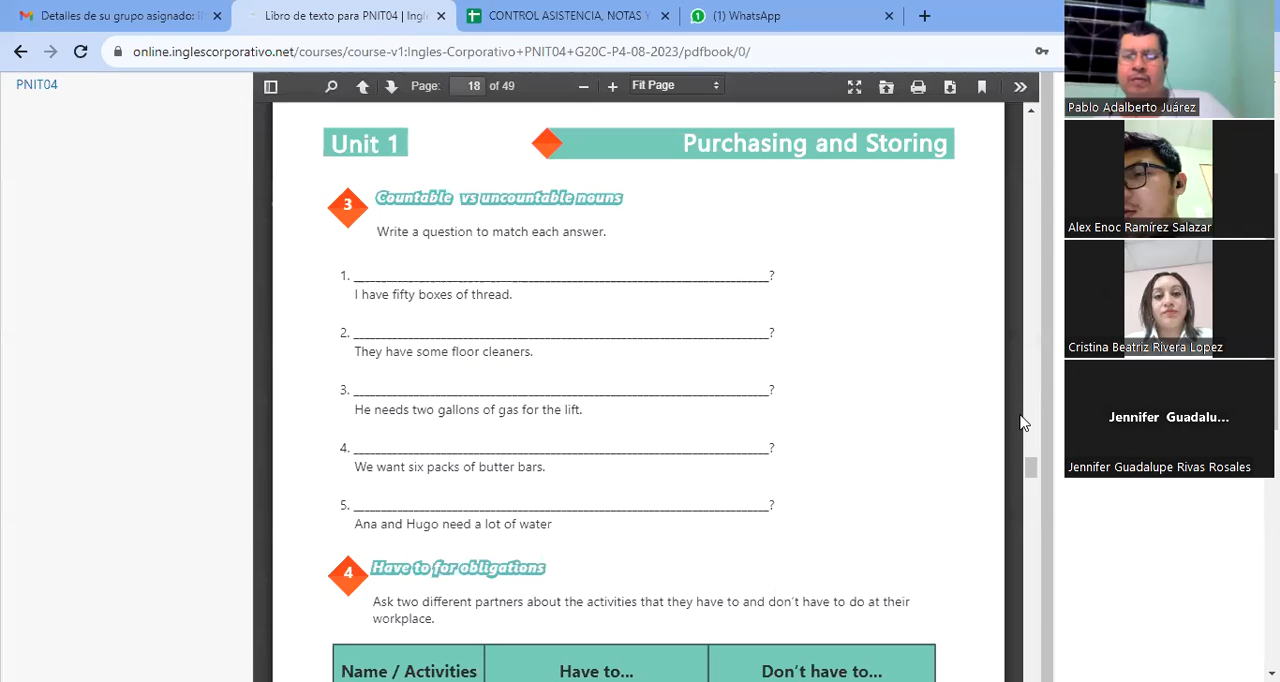 Detalles de su grupo asignado: li
Libro de texto para PNIT04 | Ingle
CONTROL ASISTENCIA, NOTAS Y
(1) WhatsApp
online.inglescorporativo.net/courses/course-v1:Ingles-Corporativo+PNIT04+G20C-P4-08-2023/pdfbook/0/
PNIT04
18 of 49
Fit Page
Unit 1
Purchasing and Storing
3
Countable vs uncountable nouns
Write a question to match each answer.
1. ______________________________?
I have fifty boxes of thread.
2. ______________________________?
They have some floor cleaners.
3. ______________________________?
He needs two gallons of gas for the lift.
4. ______________________________?
We want six packs of butter bars.
5. ______________________________?
Ana and Hugo need a lot of water
4
Have to for obligations
Ask two different partners about the activities that they have to and don't have to do at their
workplace.
Name / Activities
Have to...
Don't have to...
Pablo Adalberto Juárez
Alex Enoc Ramírez Salazar
Cristina Beatriz Rivera Lopez
Jennifer Guadalu...
Jennifer Guadalupe Rivas Rosales